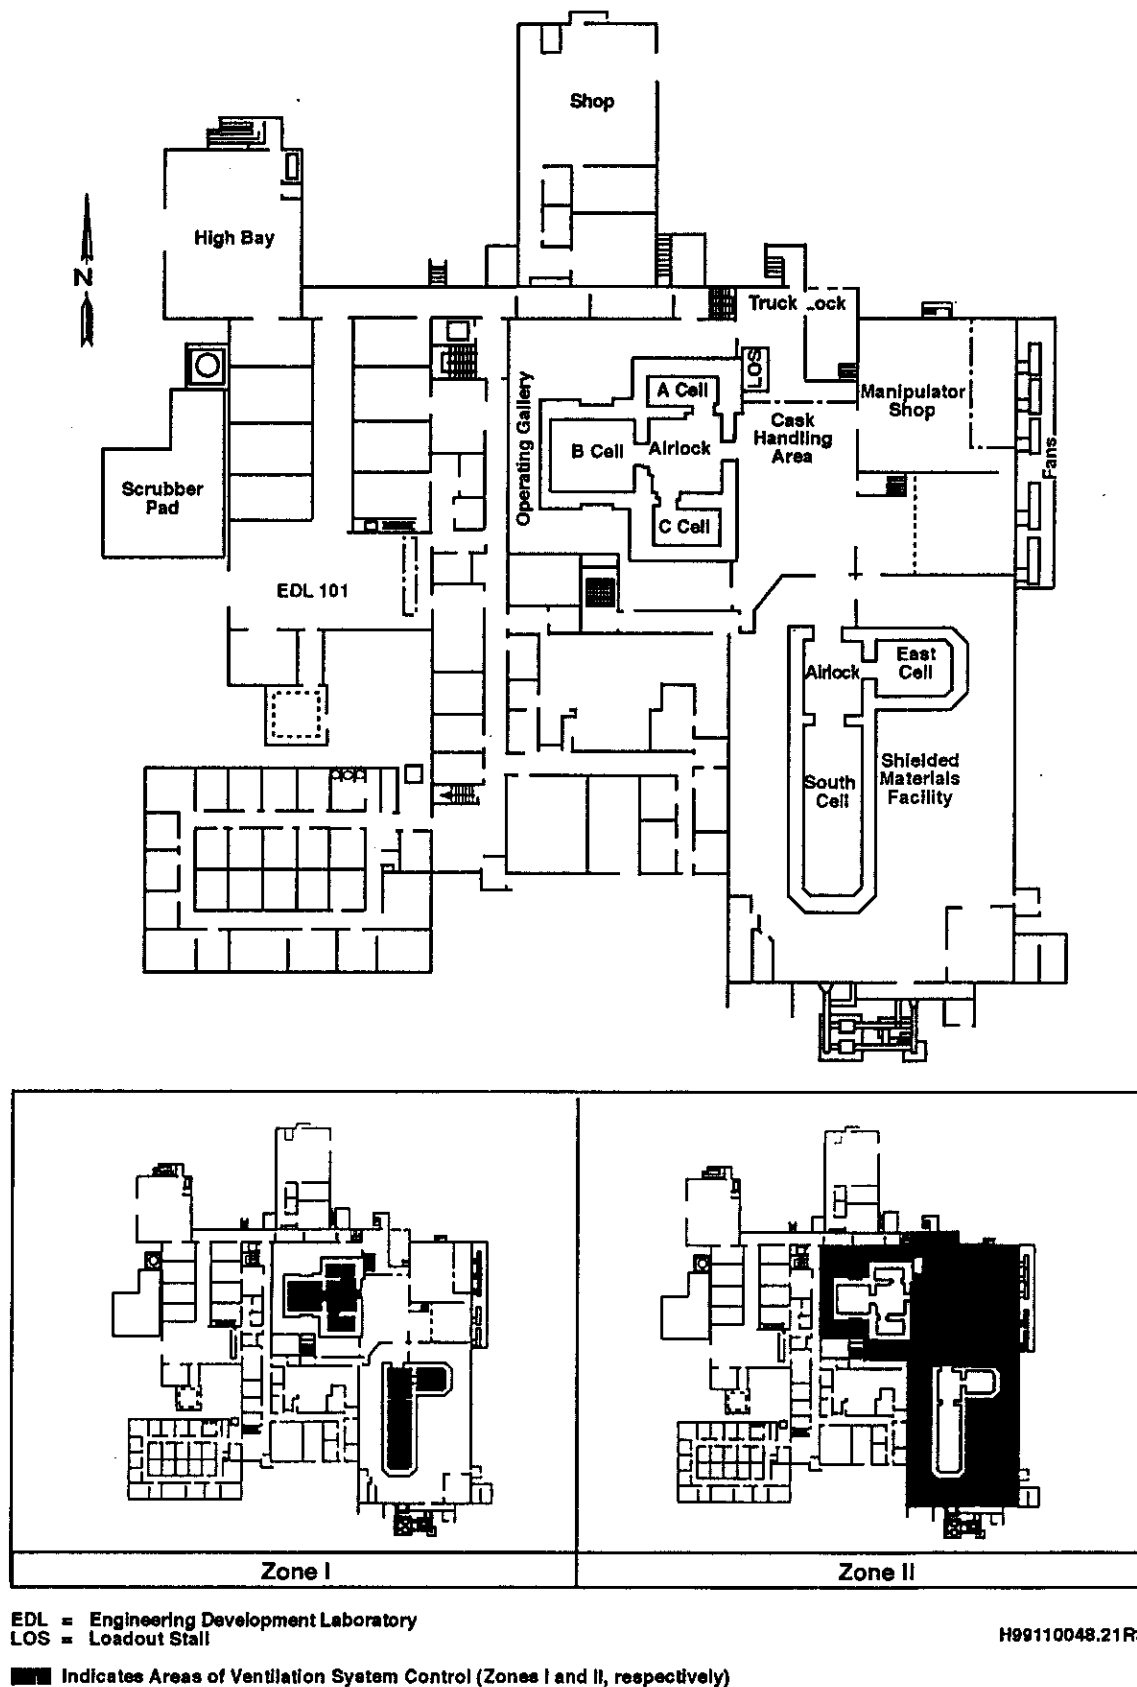 Shop
High Bay
N
Truck Lock
LOS
A Cell
Manipulator
Shop
Operating Gallery
Cask
Handling
Area
B Cell
Airlock
Fans
Scrubber
Pad
C Cell
EDL 101
East
Cell
Airlock
Shielded
Materials
Facility
South
Cell
Zone I
Zone II
EDL = Engineering Development Laboratory
LOS = Loadout Stall
H99110048.21R
Indicates Areas of Ventilation System Control (Zones I and II, respectively)